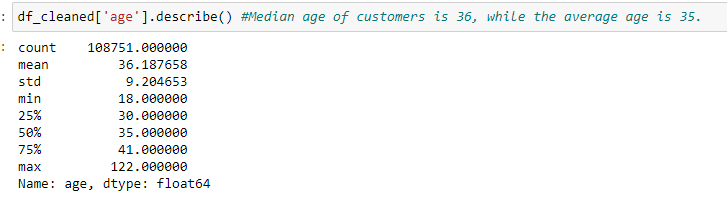 : df_cleaned['age'].describe() #Median age of customers is 36, while the average age is 35.
: count    108751.000000
mean         36.187658
std           9.204653
min          18.000000
25%          30.000000
50%          35.000000
75%          41.000000
max         122.000000
Name: age, dtype: float64